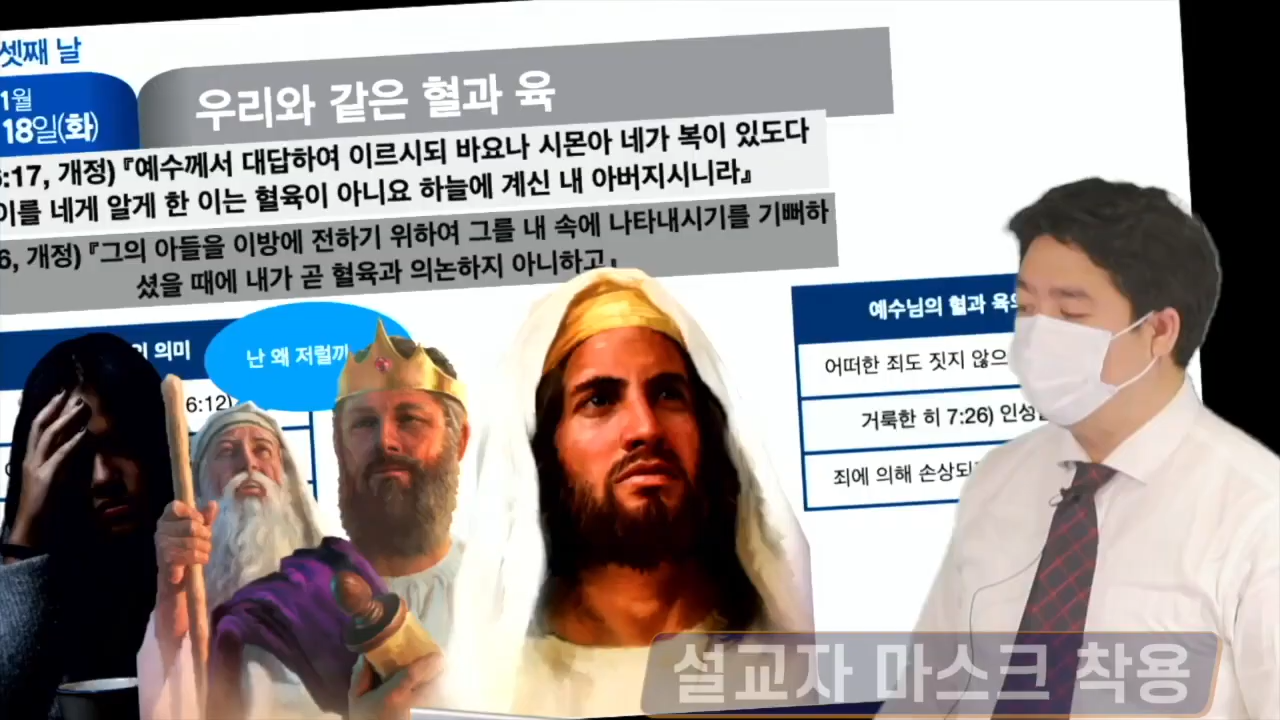 셋째 날
1월
18일(화)
우리와 같은 혈과 육
:17, 개정)『예수께서 대답하여 이르시되 바요나 시몬아 네가 복이 있도다
이를 네게 알게 한 이는 혈육이 아니요 하늘에 계신 내 아버지시니라』
6, 개정)『그의 아들을 이방에 전하기 위하여 그를 내 속에 나타내시기를 기뻐하
셨을 때에 내가 곧 혈육과 의논하지 아니하고』
의 의미
난 왜 저럴까
6:12)
예수님의 혈과 육의
어떠한 죄도 짓지 않으
거룩한 히 7:26) 인성
죄에 의해 손상되
설교자 마스크 착용